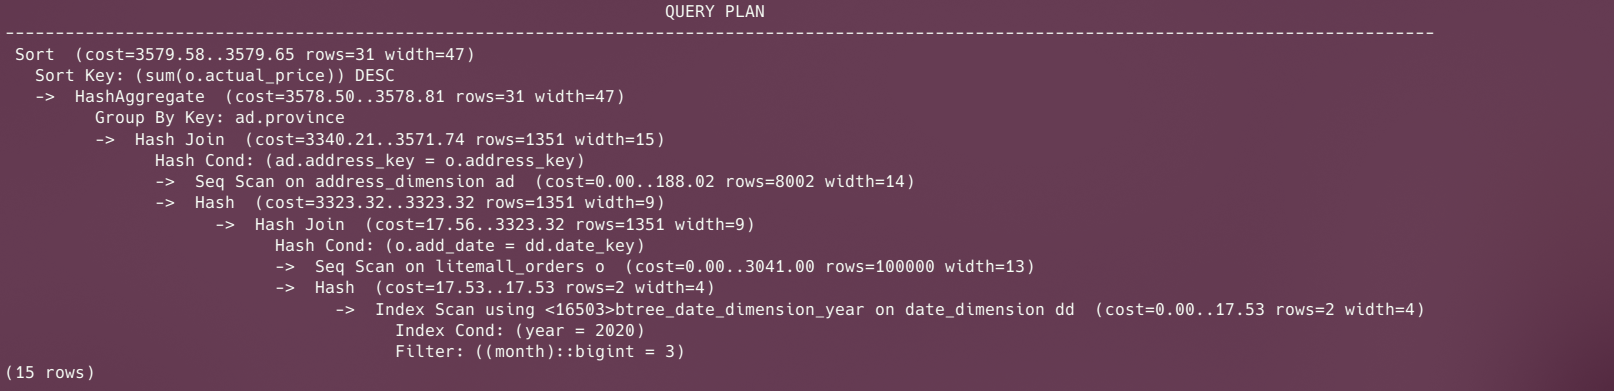 QUERY PLAN
-----------------------------------------------------------------------------------------------------------------------------------------------
Sort  (cost=3579.58..3579.65 rows=31 width=47)
  Sort Key: (sum(o.actual_price)) DESC
  ->  HashAggregate  (cost=3578.50..3578.81 rows=31 width=47)
        Group By Key: ad.province
        ->  Hash Join  (cost=3340.21..3571.74 rows=1351 width=15)
              Hash Cond: (ad.address_key = o.address_key)
              ->  Seq Scan on address_dimension ad  (cost=0.00..188.02 rows=8002 width=14)
              ->  Hash  (cost=3323.32..3323.32 rows=1351 width=9)
                    ->  Hash Join  (cost=17.56..3323.32 rows=1351 width=9)
                          Hash Cond: (o.add_date = dd.date_key)
                          ->  Seq Scan on litemall_orders o  (cost=0.00..3041.00 rows=100000 width=13)
                          ->  Hash  (cost=17.53..17.53 rows=2 width=4)
                                ->  Index Scan using <16503>btree_date_dimension_year on date_dimension dd  (cost=0.00..17.53 rows=2 width=4)
                                      Index Cond: (year = 2020)
                                      Filter: ((month)::bigint = 3)
(15 rows)